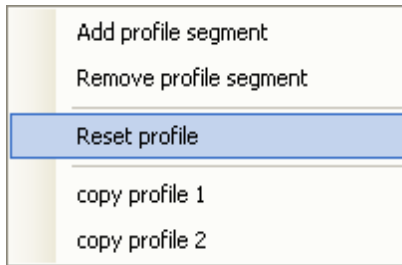 Add profile segment
Remove profile segment
Reset profile
copy profile 1
copy profile 2